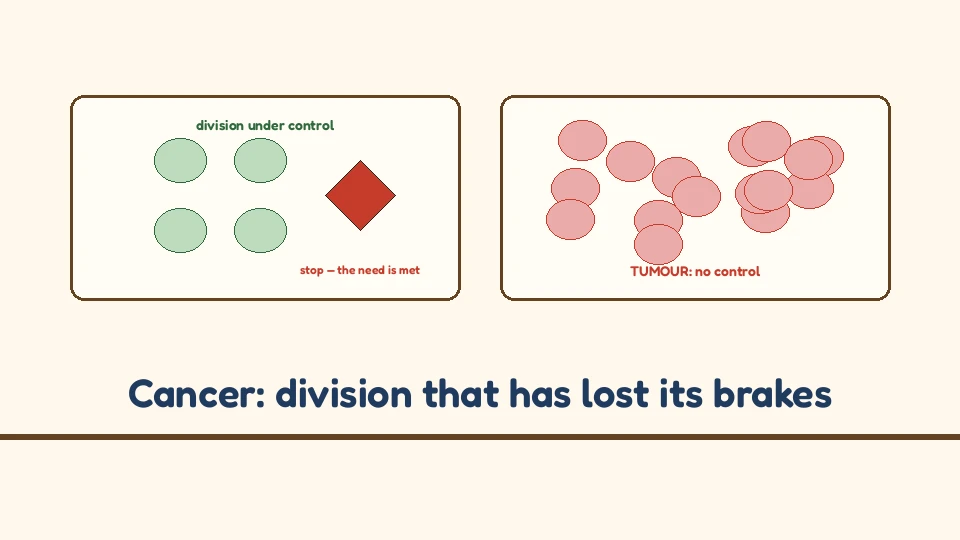 division under control
stop – the need is met
TUMOUR: no control
Cancer: division that has lost its brakes